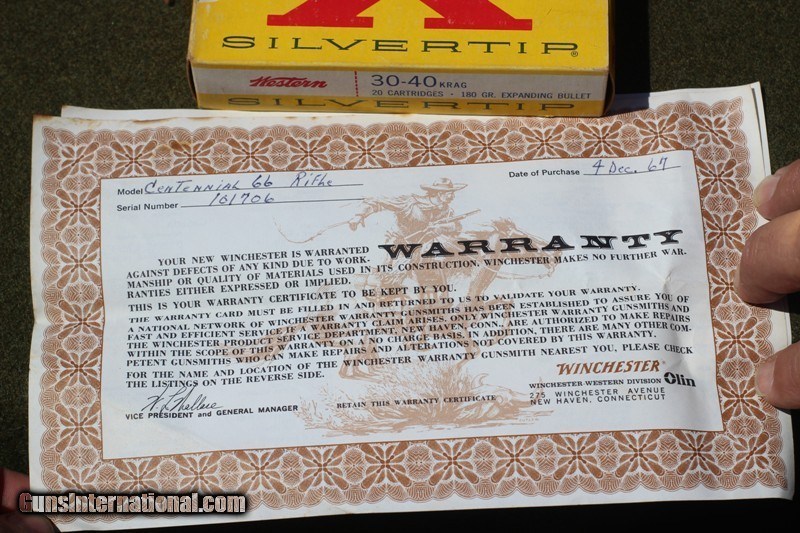 X
SILVERTIP®
Western
30-40 KRAG
20 CARTRIDGES - 180 GR. EXPANDING BULLET
SILVERTIP
Model Centennial 66 Rifle
Date of Purchase 4 Dec. 67
Serial Number 101706
WARRANTY
YOUR NEW WINCHESTER IS WARRANTED
AGAINST DEFECTS OF ANY KIND DUE TO WORK-
MANSHIP OR QUALITY OF MATERIALS USED IN ITS CONSTRUCTION. WINCHESTER MAKES NO FURTHER WAR-
RANTIES EITHER EXPRESSED OR IMPLIED.
THIS IS YOUR WARRANTY CERTIFICATE TO BE KEPT BY YOU.
THE WARRANTY CARD MUST BE FILLED IN AND RETURNED TO US TO VALIDATE YOUR WARRANTY.
A NATIONAL NETWORK OF WINCHESTER WARRANTY GUNSMITHS HAS BEEN ESTABLISHED TO ASSURE YOU OF
FAST AND EFFICIENT SERVICE IF A WARRANTY CLAIM ARISES. ONLY WINCHESTER WARRANTY GUNSMITHS AND
THE WINCHESTER PRODUCT SERVICE DEPARTMENT, NEW HAVEN, CONN., ARE AUTHORIZED TO MAKE REPAIRS
WITHIN THE SCOPE OF THIS WARRANTY ON A NO CHARGE BASIS. IN ADDITION, THERE ARE MANY OTHER COM-
PETENT GUNSMITHS WHO CAN MAKE REPAIRS AND ALTERATIONS NOT COVERED BY THIS WARRANTY.
FOR THE NAME AND LOCATION OF THE WINCHESTER WARRANTY GUNSMITH NEAREST YOU, PLEASE CHECK
THE LISTINGS ON THE REVERSE SIDE.
WINCHESTER®
WINCHESTER-WESTERN DIVISION Olin
275 WINCHESTER AVENUE
NEW HAVEN, CONNECTICUT
W L Wallace
VICE PRESIDENT and GENERAL MANAGER
RETAIN THIS WARRANTY CERTIFICATE
GunsInternational.com